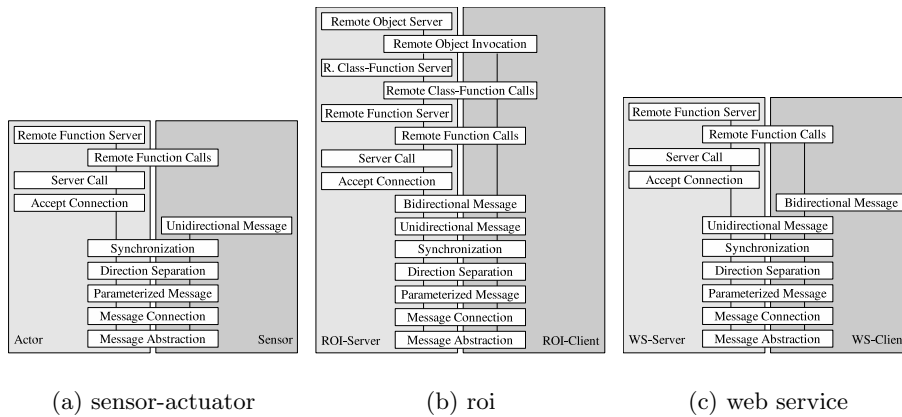 Remote Function Server
Remote Function Calls
Server Call
Accept Connection
Unidirectional Message
Synchronization
Direction Separation
Parameterized Message
Message Connection
Message Abstraction
Actor
Sensor
(a) sensor-actuator
Remote Object Server
Remote Object Invocation
R. Class-Function Server
Remote Class-Function Calls
Remote Function Server
Remote Function Calls
Server Call
Accept Connection
Bidirectional Message
Unidirectional Message
Synchronization
Direction Separation
Parameterized Message
Message Connection
Message Abstraction
ROI-Server
ROI-Client
(b) roi
Remote Function Server
Remote Function Calls
Server Call
Accept Connection
Bidirectional Message
Unidirectional Message
Synchronization
Direction Separation
Parameterized Message
Message Connection
Message Abstraction
WS-Server
WS-Client
(c) web service